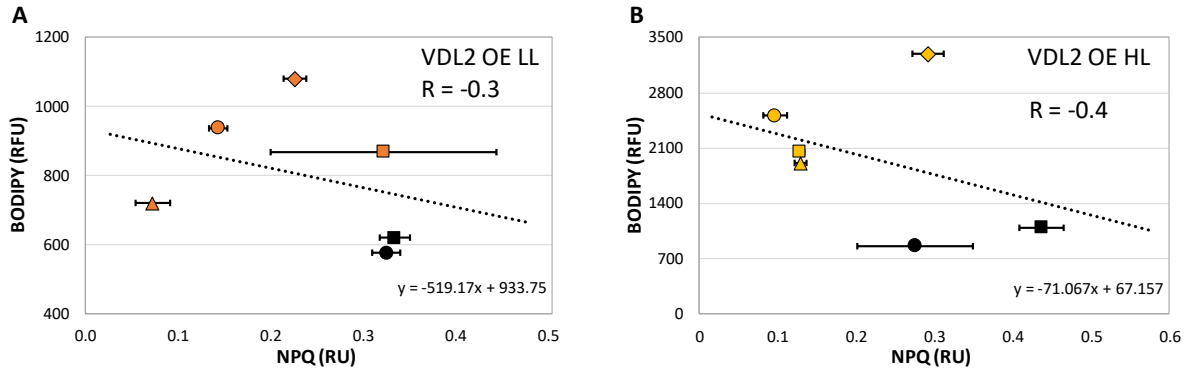 A
VDL2 OE LL
R = -0.3
BODIPY (RFU)
1200
1000
800
600
400
y = -519.17x + 933.75
0.0 0.1 0.2 0.3 0.4 0.5
NPQ (RU)
B
VDL2 OE HL
R = -0.4
BODIPY (RFU)
3500
2800
2100
1400
700
0
y = -71.067x + 67.157
0 0.1 0.2 0.3 0.4 0.5 0.6
NPQ (RU)